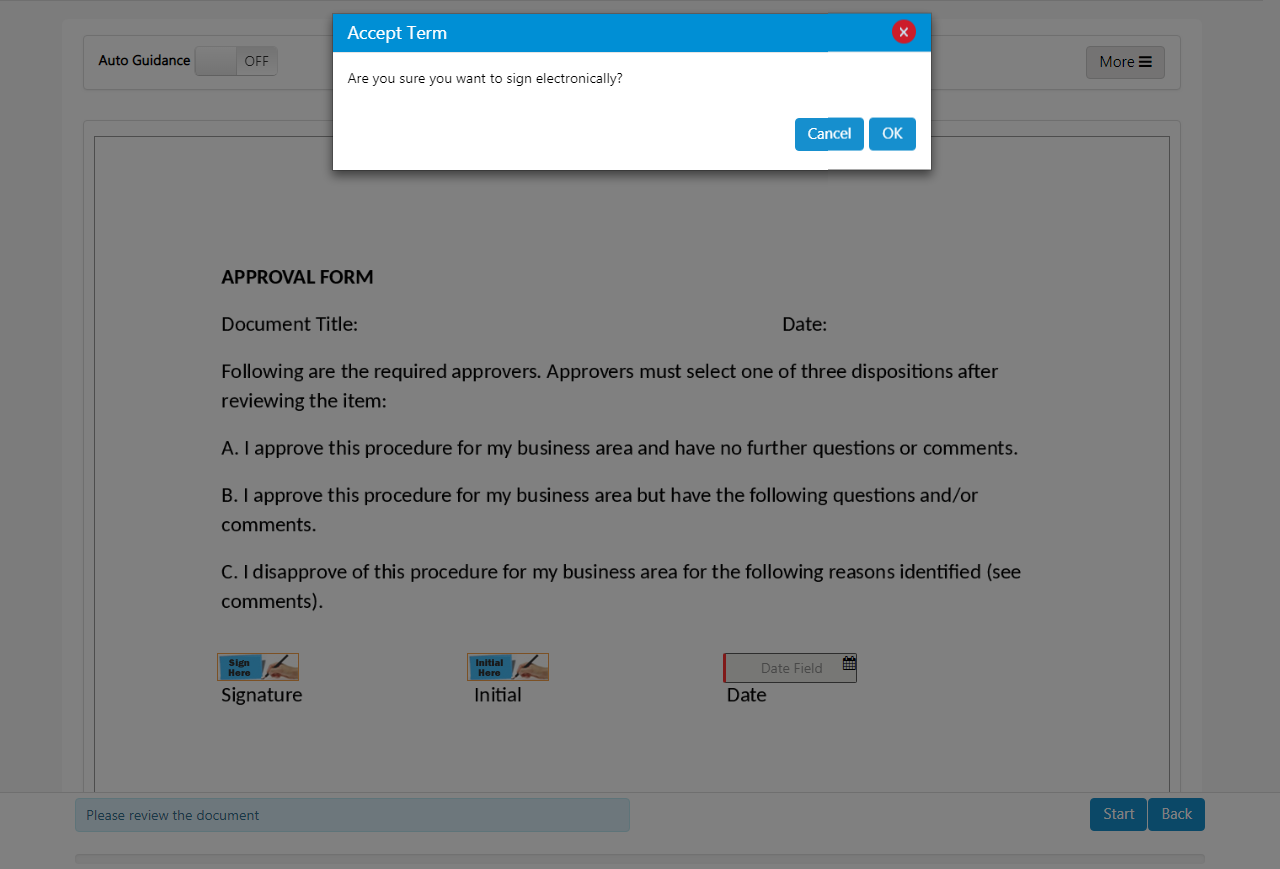 Accept Term
Are you sure you want to sign electronically?
Cancel OK
Auto Guidance OFF
More
APPROVAL FORM
Document Title: Date:
Following are the required approvers. Approvers must select one of three dispositions after
reviewing the item:
A. I approve this procedure for my business area and have no further questions or comments.
B. I approve this procedure for my business area but have the following questions and/or
comments.
C. I disapprove of this procedure for my business area for the following reasons identified (see
comments).
Sign Here
Initial Here
Date Field
Signature Initial Date
Please review the document
Start Back